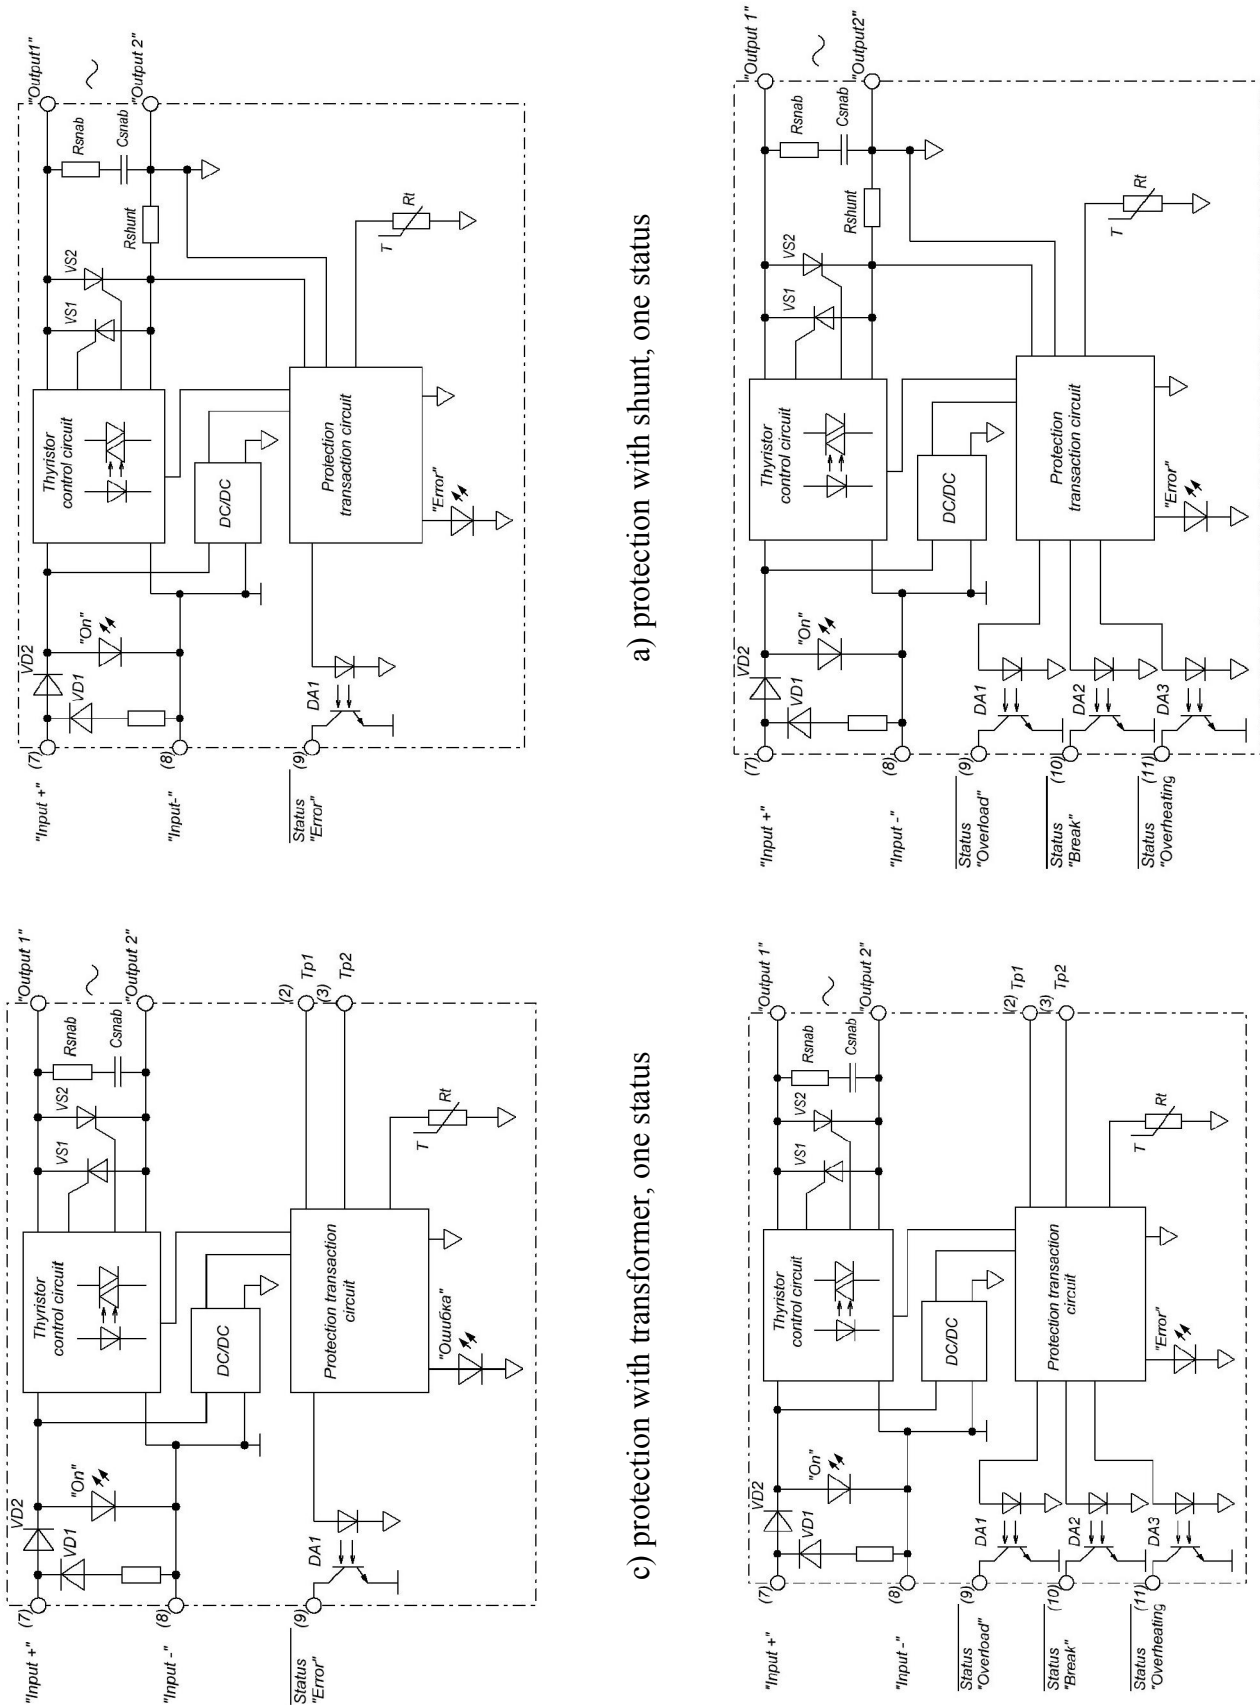 "Output1"
"Output 2"
Rsnab
Csnab
Rshunt
VS2
VS1
T
Rt
Thyristor
control circuit
DC/DC
Protection
transaction circuit
"Error"
"On"
VD2
VD1
DA1
(7)
(8)
(9)
"Input +"
"Input-"
Status
"Error"
a) protection with shunt, one status
"Output 1"
"Output2"
Rsnab
Csnab
Rshunt
VS2
VS1
T
Rt
Thyristor
control circuit
DC/DC
Protection
transaction circuit
"Error"
"On"
VD2
VD1
DA1
DA2
DA3
(7)
(8)
(9)
(10)
(11)
"Input +"
"Input -"
Status
"Overload"
Status
"Break"
Status
"Overheating
"Output 1"
"Output 2"
Rsnab
Csnab
VS2
VS1
(2)
Tp1
(3)
Tp2
T
Rt
Thyristor
control circuit
DC/DC
Protection transaction
circuit
"Ошибка"
"On"
VD2
VD1
DA1
(7)
(8)
(9)
"Input +"
"Input -"
Status
"Error"
c) protection with transformer, one status
"Output 1"
"Output 2"
Rsnab
Csnab
VS2
VS1
(2)
Tp1
(3)
Tp2
T
Rt
Thyristor
control circuit
DC/DC
Protection transaction
circuit
"Error"
"On"
VD2
VD1
DA1
DA2
DA3
(7)
(8)
(9)
(10)
(11)
"Input +"
"Input -"
Status
"Overload"
Status
"Break"
Status
"Overheating